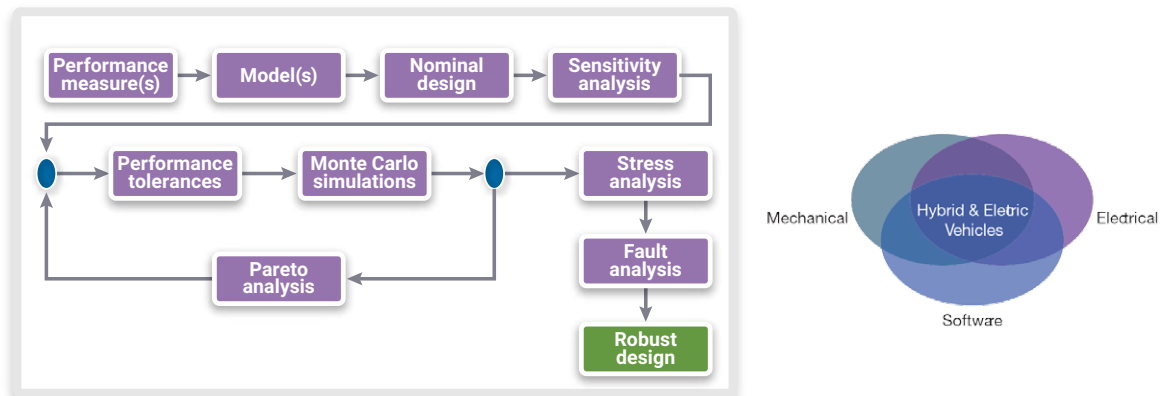 Performance
measure(s)
Model(s)
Nominal
design
Sensitivity
analysis
Performance
tolerances
Monte Carlo
simulations
Stress
analysis
Pareto
analysis
Fault
analysis
Robust
design
Mechanical
Hybrid & Eletric
Vehicles
Electrical
Software